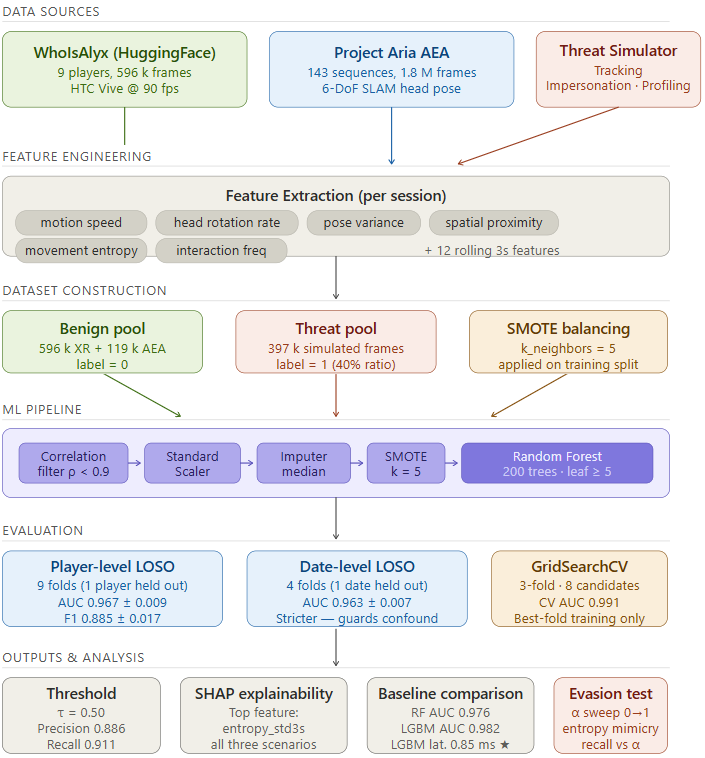 DATA SOURCES
WhoIsAlyx (HuggingFace)
9 players, 596 k frames
HTC Vive @ 90 fps
Project Aria AEA
143 sequences, 1.8 M frames
6-DoF SLAM head pose
Threat Simulator
Tracking
Impersonation · Profiling
FEATURE ENGINEERING
Feature Extraction (per session)
motion speed
head rotation rate
pose variance
spatial proximity
movement entropy
interaction freq
+ 12 rolling 3s features
DATASET CONSTRUCTION
Benign pool
596 k XR + 119 k AEA
label = 0
Threat pool
397 k simulated frames
label = 1 (40% ratio)
SMOTE balancing
k_neighbors = 5
applied on training split
ML PIPELINE
Correlation
filter ρ < 0.9
Standard
Scaler
Imputer
median
SMOTE
k = 5
Random Forest
200 trees · leaf ≥ 5
EVALUATION
Player-level LOSO
9 folds (1 player held out)
AUC 0.967 ± 0.009
F1 0.885 ± 0.017
Date-level LOSO
4 folds (1 date held out)
AUC 0.963 ± 0.007
Stricter — guards confound
GridSearchCV
3-fold · 8 candidates
CV AUC 0.991
Best-fold training only
OUTPUTS & ANALYSIS
Threshold
τ = 0.50
Precision 0.886
Recall 0.911
SHAP explainability
Top feature:
entropy_std3s
all three scenarios
Baseline comparison
RF AUC 0.976
LGBM AUC 0.982
LGBM lat. 0.85 ms ★
Evasion test
α sweep 0→1
entropy mimicry
recall vs α